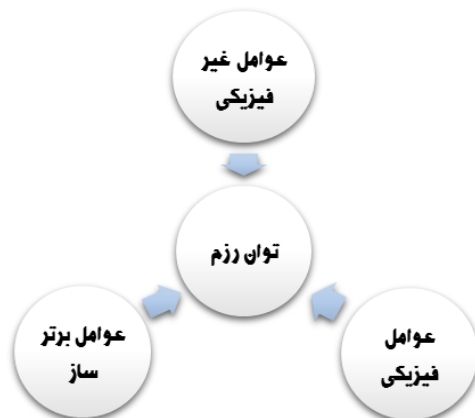 عوامل غیر
فیزیکی
توان رزم
عوامل
فیزیکی
عوامل برتر
ساز